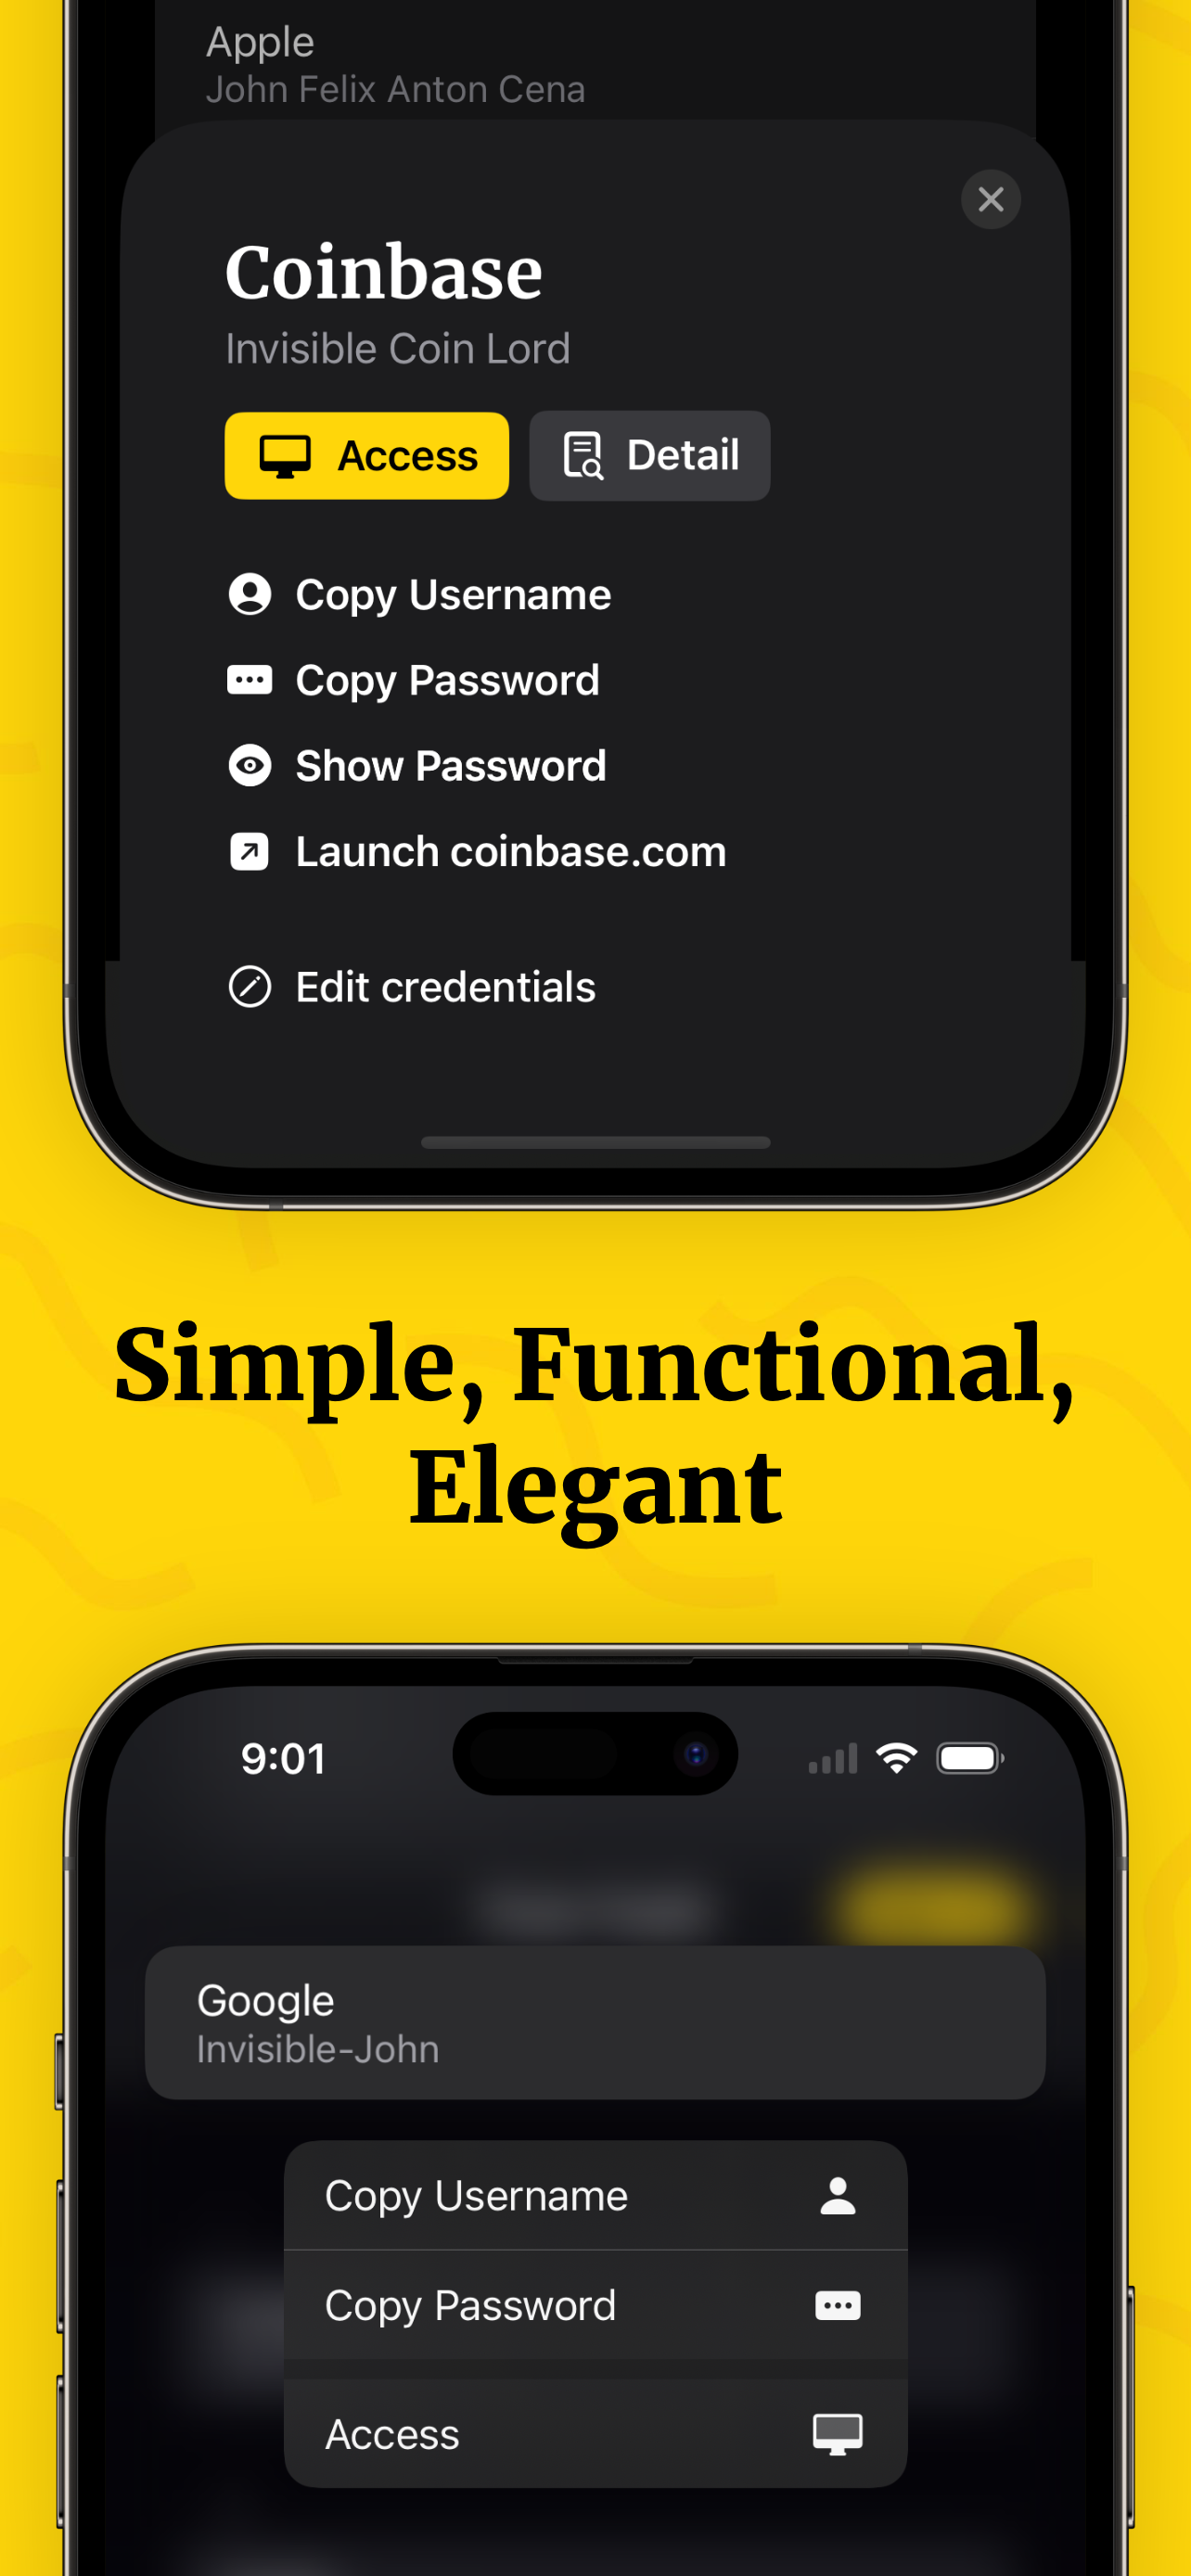 Apple
John Felix Anton Cena
Coinbase
Invisible Coin Lord
Access
Detail
Copy Username
Copy Password
Show Password
Launch coinbase.com
Edit credentials
Simple, Functional,
Elegant
9:01
Google
Invisible-John
Copy Username
Copy Password
Access